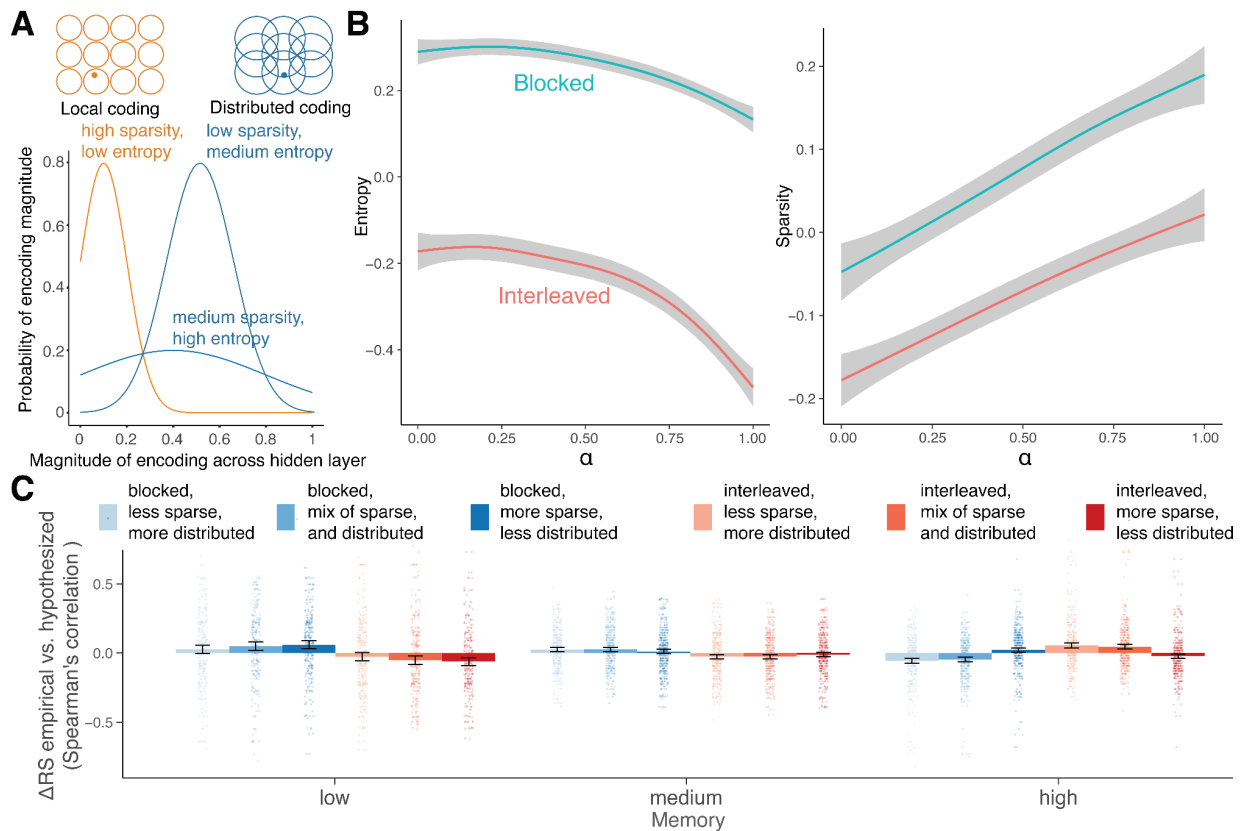 A
Local coding
high sparsity,
low entropy
Distributed coding
low sparsity,
medium entropy
medium sparsity,
high entropy
Probability of encoding magnitude
0.8
0.6
0.4
0.2
0
0
0.2
0.4
0.6
0.8
1
Magnitude of encoding across hidden layer
B
Entropy
0.2
0.0
−0.2
−0.4
Blocked
Interleaved
0.00
0.25
0.50
0.75
1.00
α
Sparsity
0.2
0.1
0.0
−0.1
−0.2
0.00
0.25
0.50
0.75
1.00
α
C
blocked,
less sparse,
more distributed
blocked,
mix of sparse,
and distributed
blocked,
more sparse,
less distributed
interleaved,
less sparse,
more distributed
interleaved,
mix of sparse
and distributed
interleaved,
more sparse,
less distributed
ΔRS empirical vs. hypothesized
(Spearman's correlation )
0.5
0.0
−0.5
low
medium
high
Memory